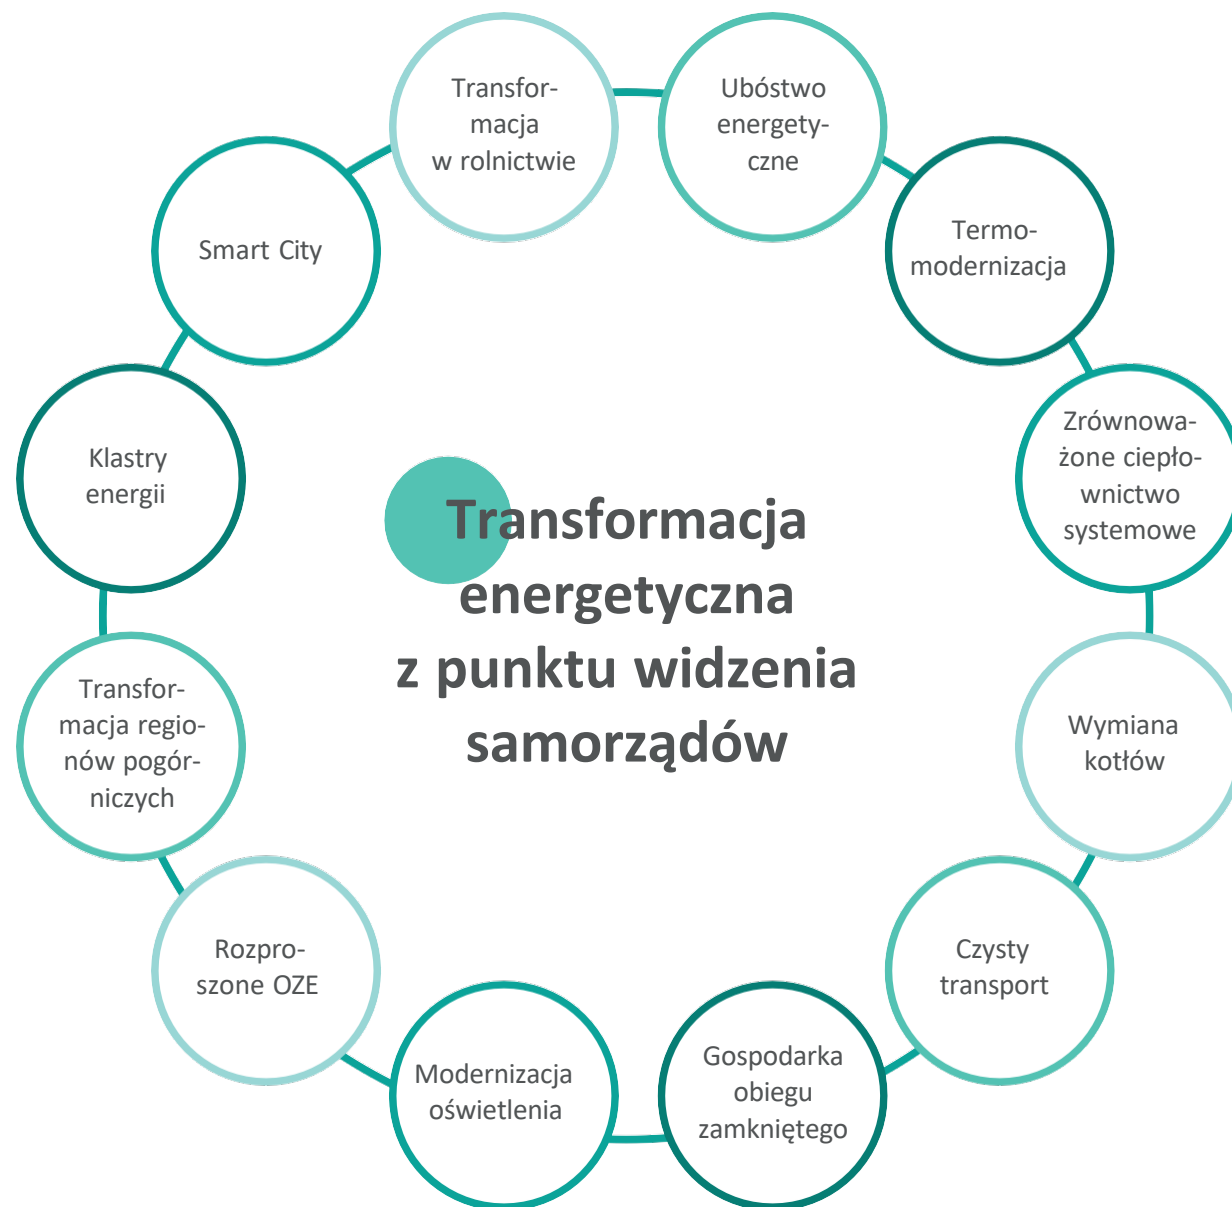 Transfor-
macja
w rolnictwie
Ubóstwo
energety-
czne
Termo-
modernizacja
Zrównowa-
żone ciepło-
wnictwo
systemowe
Wymiana
kotłów
Czysty
transport
Gospodarka
obiegu
zamkniętego
Modernizacja
oświetlenia
Rozpro-
szone OZE
Transfor-
macja regio-
nów pogór-
niczych
Klastry
energii
Smart City
Transformacja
energetyczna
z punktu widzenia
samorządów